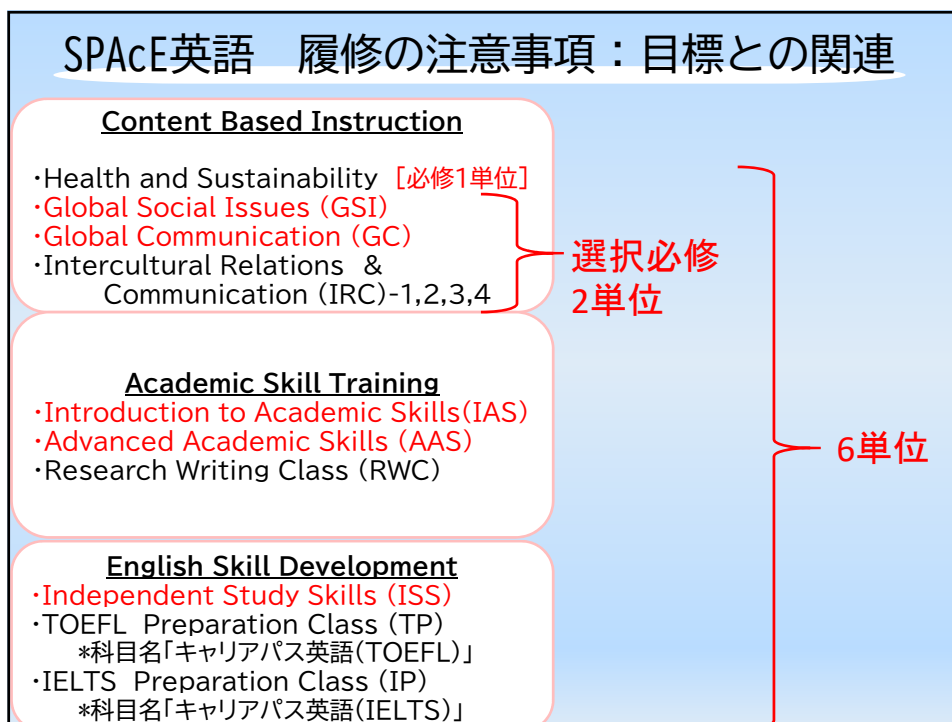 SPAcE英語　履修の注意事項：目標との関連
Content Based Instruction
・Health and Sustainability [必修1単位]
・Global Social Issues (GSI)
・Global Communication (GC)
・Intercultural Relations ＆
Communication (IRC)-1,2,3,4
選択必修
2単位
Academic Skill Training
・Introduction to Academic Skills(IAS)
・Advanced Academic Skills (AAS)
・Research Writing Class (RWC)
6単位
English Skill Development
・Independent Study Skills (ISS)
・TOEFL Preparation Class (TP)
*科目名「キャリアパス英語(TOEFL)」
・IELTS Preparation Class (IP)
*科目名「キャリアパス英語(IELTS)」